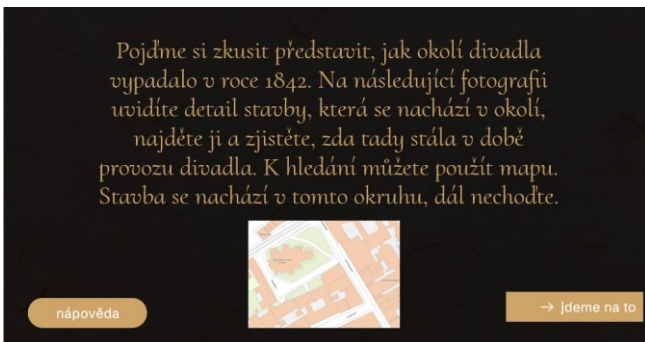 Pojďme si zkusit představit, jak okolí divadla
vypadalo v roce 1842. Na následující fotografii
uvidíte detail stavby, která se nachází v okolí,
najděte ji a zjistěte, zda tady stála v době
provozu divadla. K hledání můžete použít mapu.
Stavba se nachází v tomto okruhu, dál nechoďte.
nápověda
→ jdeme na to